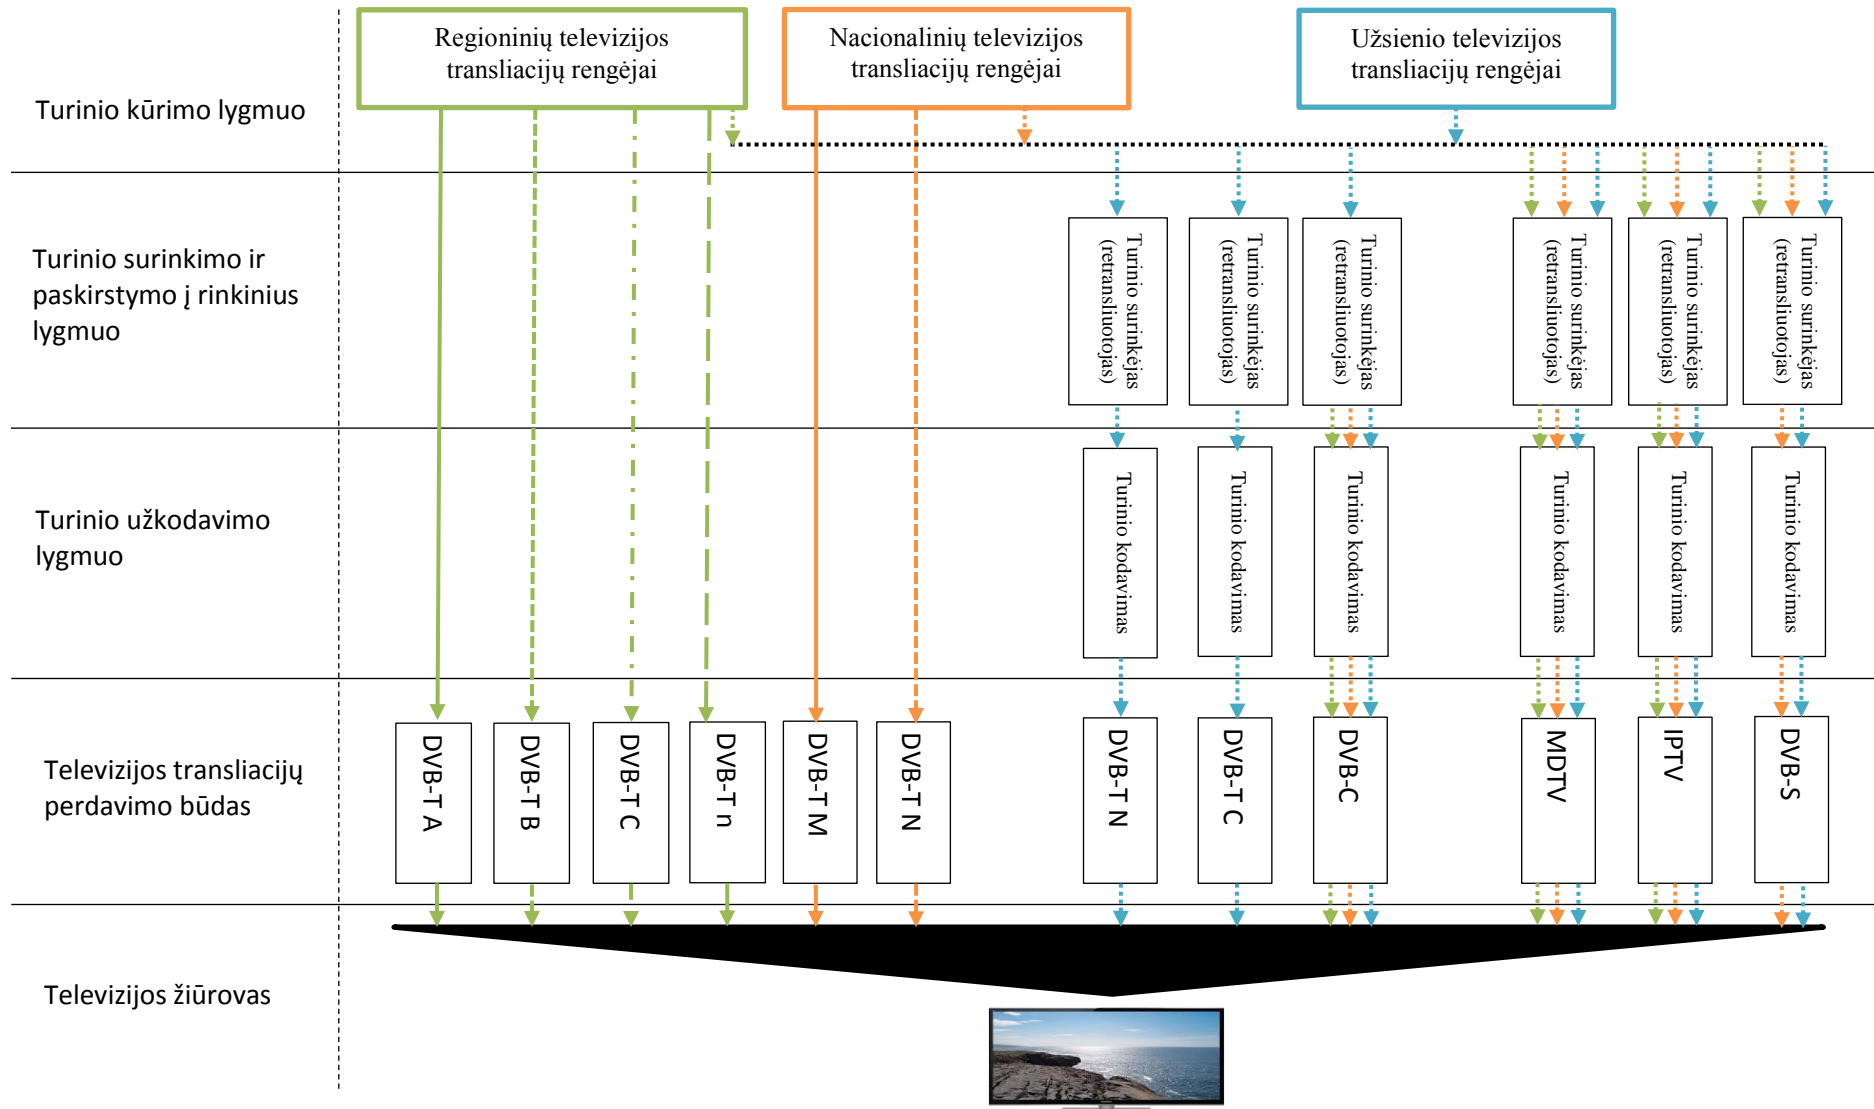 Regioninių televizijos
transliacijų rengėjai
Nacionalinių televizijos
transliacijų rengėjai
Užsienio televizijos
transliacijų rengėjai
Turinio kūrimo lygmuo
Turinio surinkimo ir
paskirstymo į rinkinius
lygmuo
Turinio surinkėjas
(retransliuotojas)
Turinio surinkėjas
(retransliuotojas)
Turinio surinkėjas
(retransliuotojas)
Turinio surinkėjas
(retransliuotojas)
Turinio surinkėjas
(retransliuotojas)
Turinio surinkėjas
(retransliuotojas)
Turinio užkodavimo
lygmuo
Turinio kodavimas
Turinio kodavimas
Turinio kodavimas
Turinio kodavimas
Turinio kodavimas
Turinio kodavimas
Televizijos transliacijų
perdavimo būdas
DVB-T A
DVB-T B
DVB-T C
DVB-T n
DVB-T M
DVB-T N
DVB-T N
DVB-T C
DVB-C
MDTV
IPTV
DVB-S
Televizijos žiūrovas